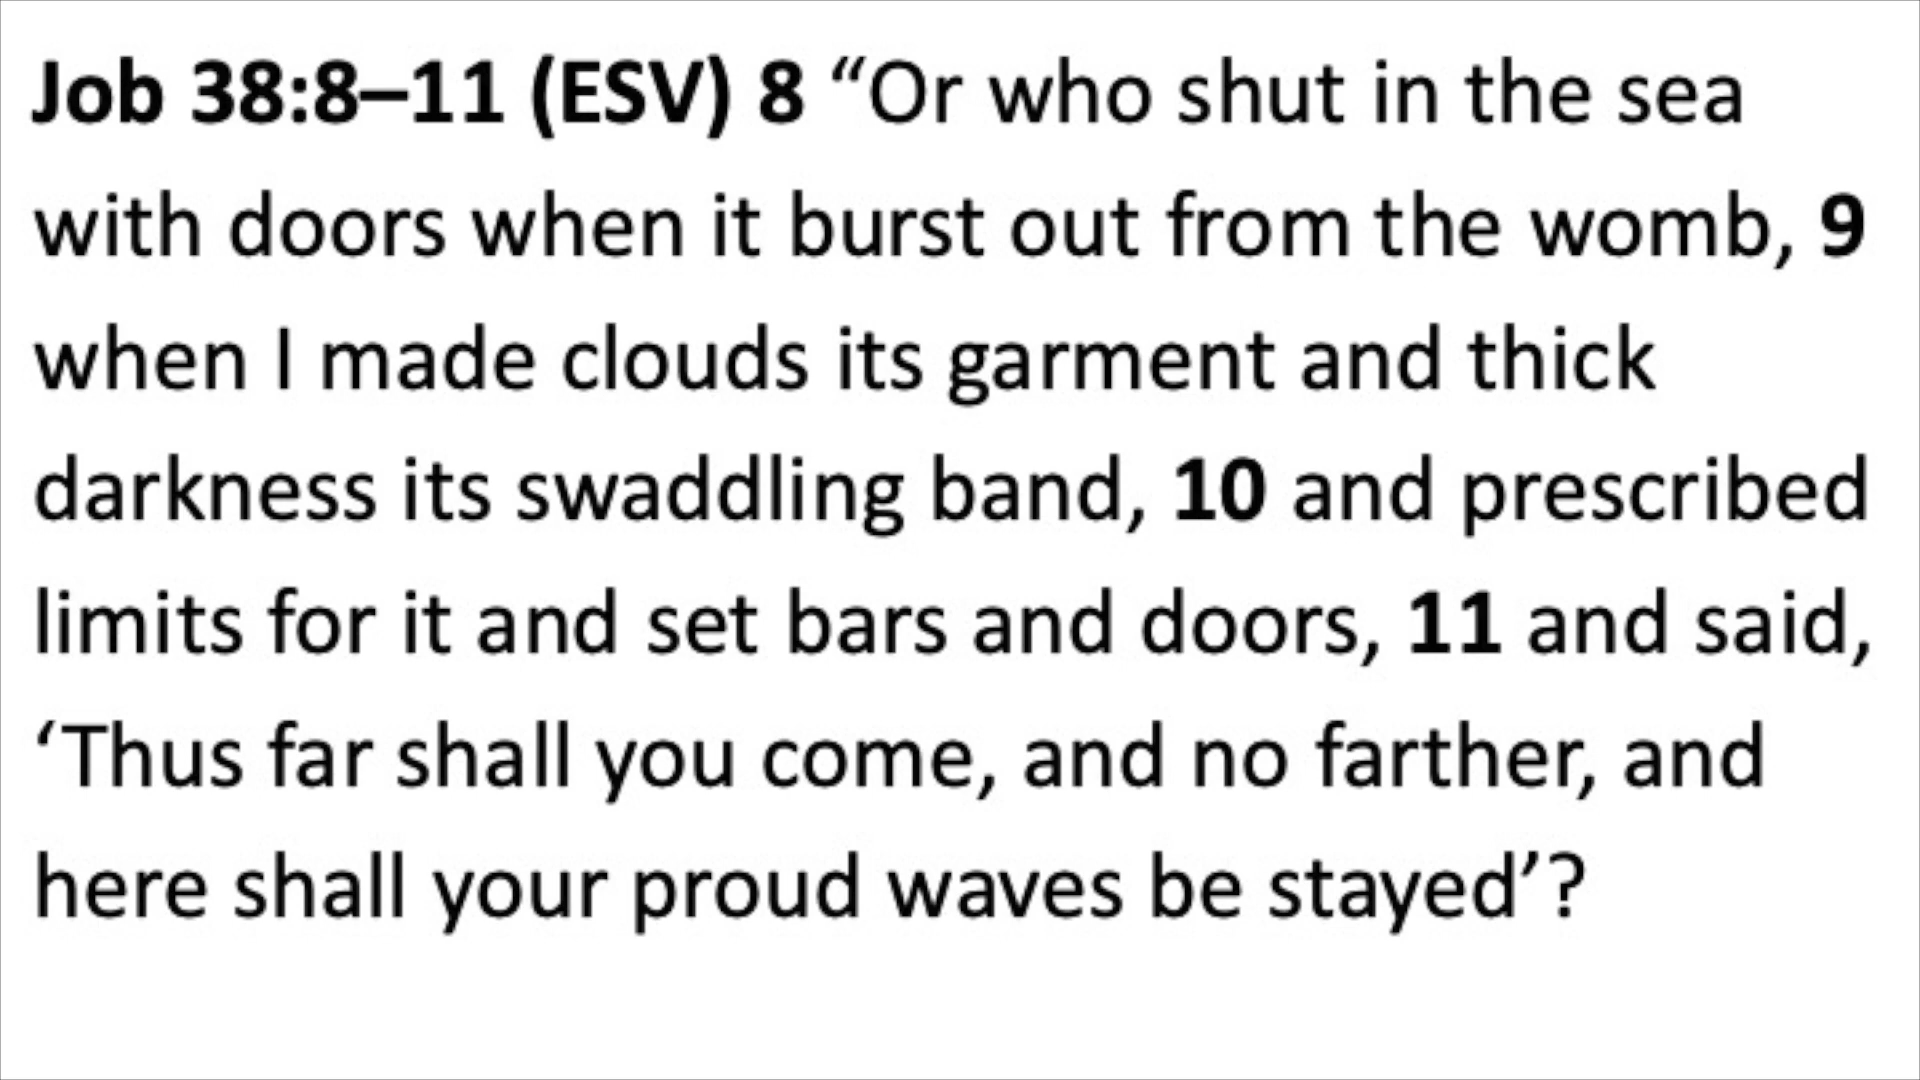 Job 38:8–11 (ESV) 8 “Or who shut in the sea
with doors when it burst out from the womb, 9
when I made clouds its garment and thick
darkness its swaddling band, 10 and prescribed
limits for it and set bars and doors, 11 and said,
‘Thus far shall you come, and no farther, and
here shall your proud waves be stayed’?